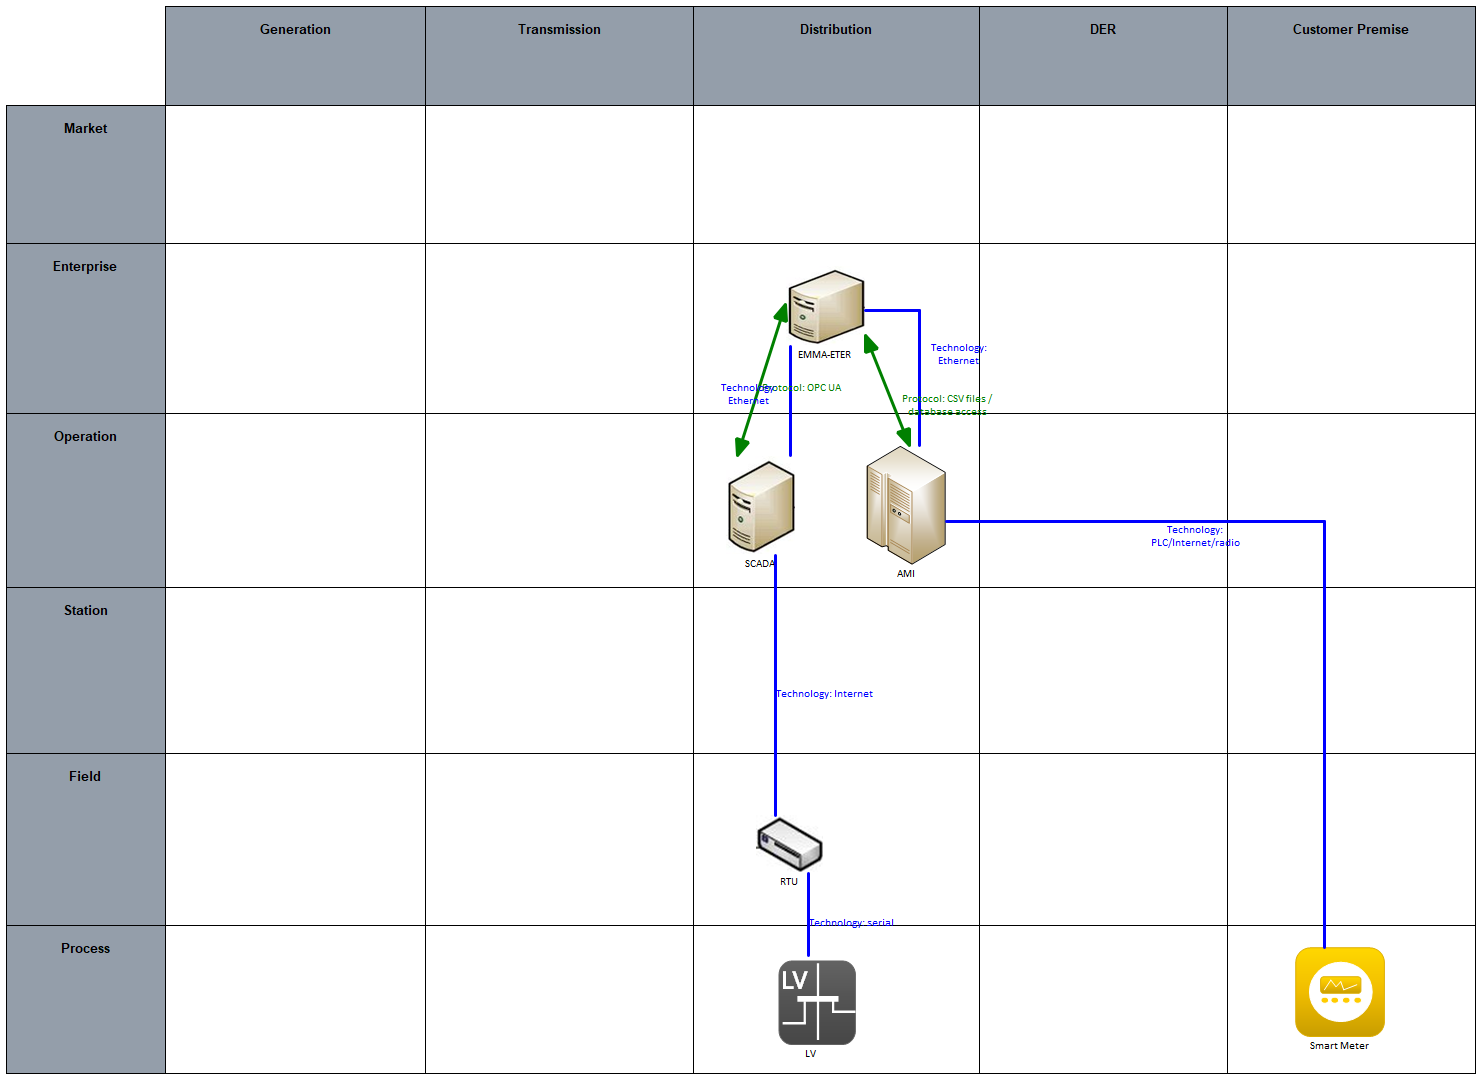 Generation
Transmission
Distribution
DER
Customer Premise
Market
Enterprise
EMMA-ETER
Technology:
Ethernet
Technology:
Ethernet
Protocol: OPC UA
Protocol: CSV files /
database access
Operation
SCADA
AMI
Technology:
PLC/Internet/radio
Station
Technology: Internet
Field
RTU
Technology: serial
Process
LV
LV
Smart Meter